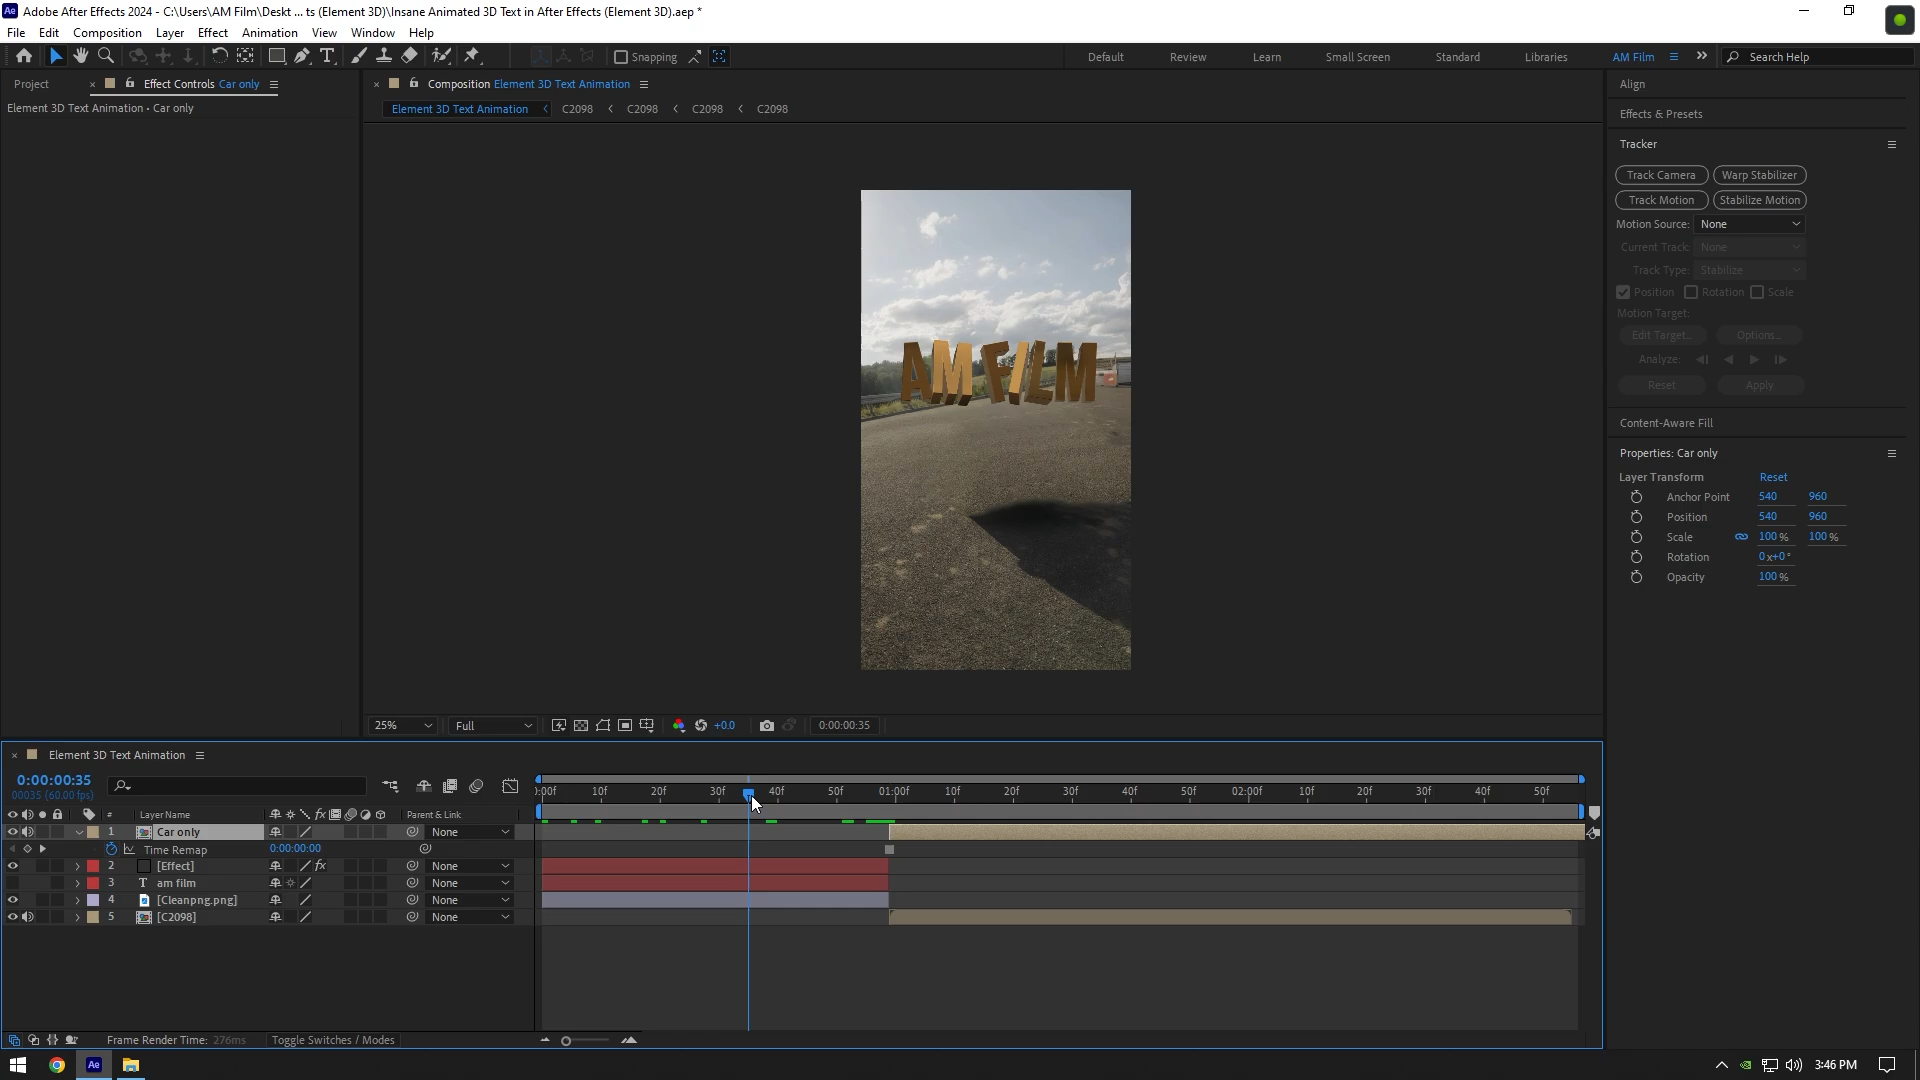 Adobe After Effects 2024 - C:\Users\AM Film\Deskt ... ts (Element 3D)\Insane Animated 3D Text in After Effects (Element 3D).aep *
File Edit Composition Layer Effect Animation View Window Help
Snapping
Default Review Learn Small Screen Standard Libraries AM Film Search Help
Project Effect Controls Car only
Element 3D Text Animation • Car only
Composition Element 3D Text Animation
Element 3D Text Animation C2098 C2098 C2098 C2098
AM FILM
25% Full +0.0 0:00:00:35
Align
Effects & Presets
Tracker
Track Camera Warp Stabilizer
Track Motion Stabilize Motion
Motion Source: None
Current Track: None
Track Type: Stabilize
Position Rotation Scale
Motion Target:
Edit Target... Options...
Analyze:
Reset Apply
Content-Aware Fill
Properties: Car only
Layer Transform Reset
Anchor Point 540 960
Position 540 960
Scale 100 % 100 %
Rotation 0 x+0 °
Opacity 100 %
Element 3D Text Animation
0:00:00:35
00035 (60.00 fps)
:00f 10f 20f 30f 40f 50f 01:00f 10f 20f 30f 40f 50f 02:00f 10f 20f 30f 40f 50f
# Layer Name fx Parent & Link
1 Car only None
Time Remap 0:00:00:00
2 [Effect] fx None
3 T am film None
4 [Cleanpng.png] None
5 [C2098] None
Frame Render Time: 276ms Toggle Switches / Modes
Ae 3:46 PM